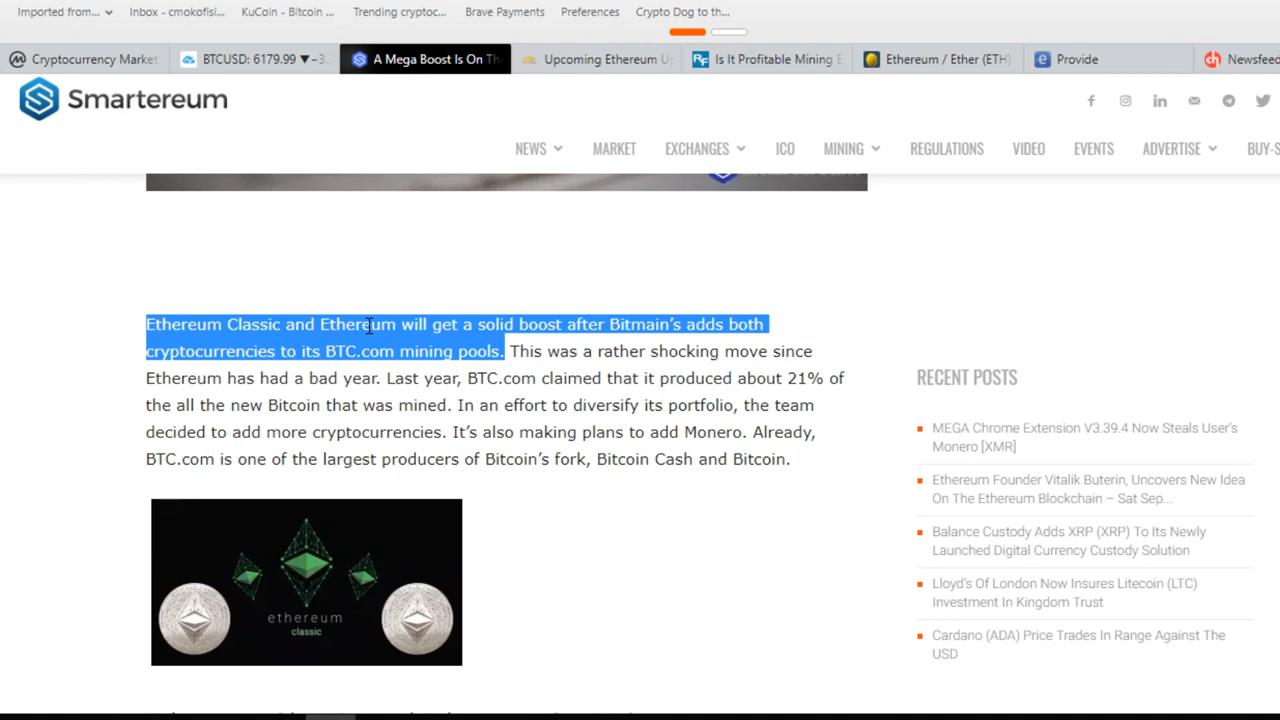 Imported from... Inbox - cmokofisi... KuCoin - Bitcoin ... Trending cryptoc... Brave Payments Preferences Crypto Dog to th...
Cryptocurrency Market BTCUSD: 6179.99 ▼ −3. A Mega Boost Is On Th Upcoming Ethereum U Is It Profitable Mining E Ethereum / Ether (ETH) Provide Newsfeed
Smartereum
NEWS MARKET EXCHANGES ICO MINING REGULATIONS VIDEO EVENTS ADVERTISE BUY-S
Ethereum Classic and Ethereum will get a solid boost after Bitmain's adds both
cryptocurrencies to its BTC.com mining pools. This was a rather shocking move since
Ethereum has had a bad year. Last year, BTC.com claimed that it produced about 21% of
the all the new Bitcoin that was mined. In an effort to diversify its portfolio, the team
decided to add more cryptocurrencies. It's also making plans to add Monero. Already,
BTC.com is one of the largest producers of Bitcoin's fork, Bitcoin Cash and Bitcoin.
ethereum
classic
RECENT POSTS
MEGA Chrome Extension V3.39.4 Now Steals User's
Monero [XMR]
Ethereum Founder Vitalik Buterin, Uncovers New Idea
On The Ethereum Blockchain – Sat Sep...
Balance Custody Adds XRP (XRP) To Its Newly
Launched Digital Currency Custody Solution
Lloyd's Of London Now Insures Litecoin (LTC)
Investment In Kingdom Trust
Cardano (ADA) Price Trades In Range Against The
USD